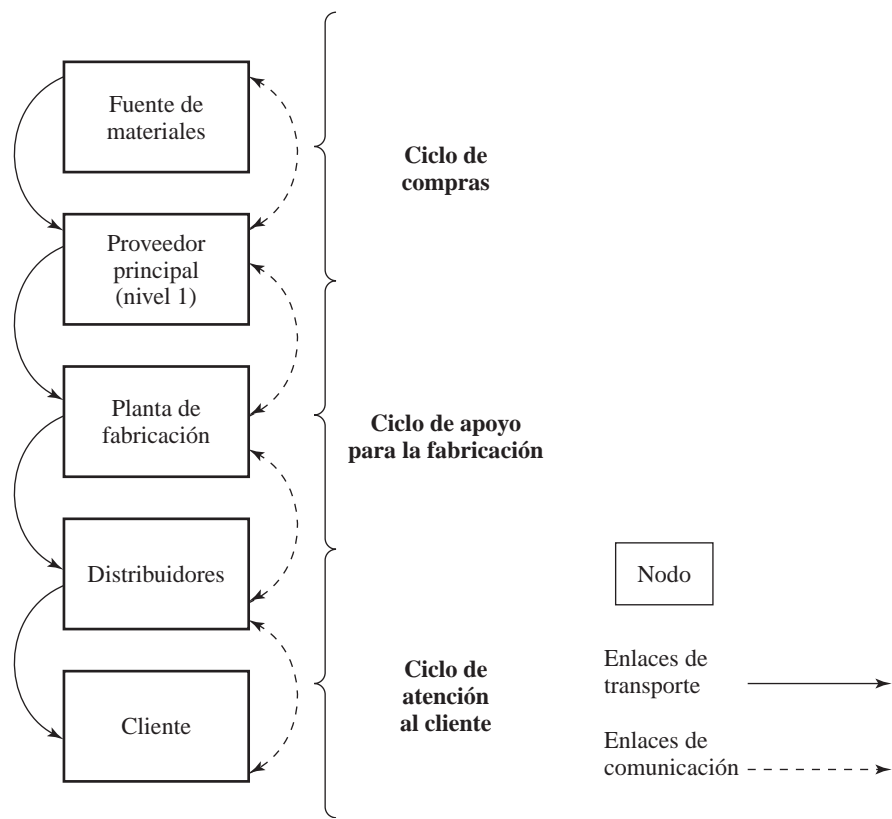 Fuente de
materiales
Ciclo de
compras
Proveedor
principal
(nivel 1)
Planta de
fabricación
Ciclo de apoyo
para la fabricación
Distribuidores
Nodo
Cliente
Ciclo de
atención
al cliente
Enlaces de
transporte
Enlaces de
comunicación